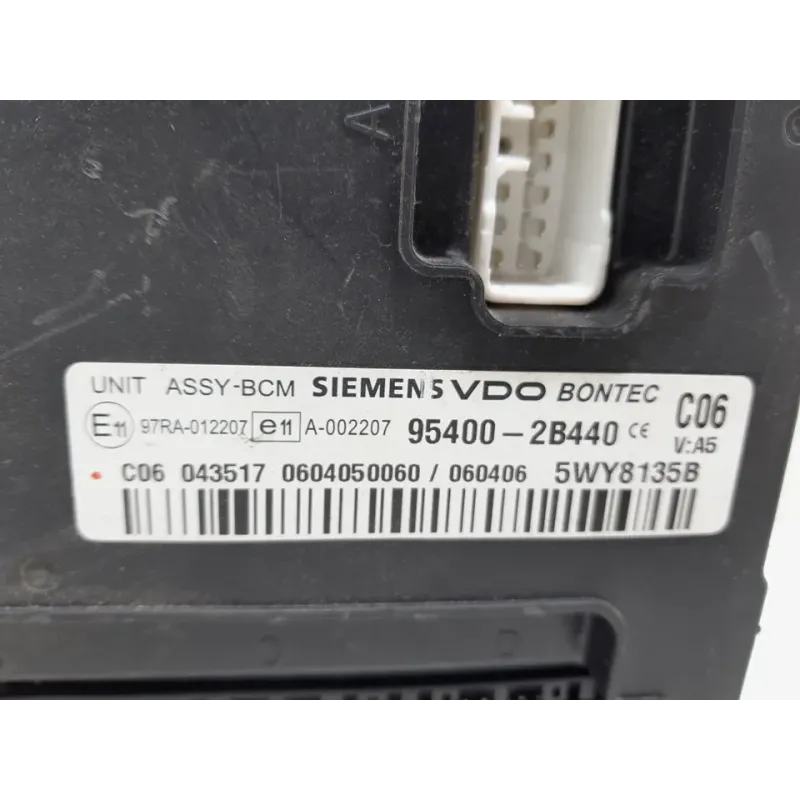 A
UNIT ASSY-BCM SIEMENS VDO BONTEC C06
E11 97RA-012207 e11 A-002207 95400-2B440 CE V:A5
C06 043517 0604050060 / 060406 5WY8135B